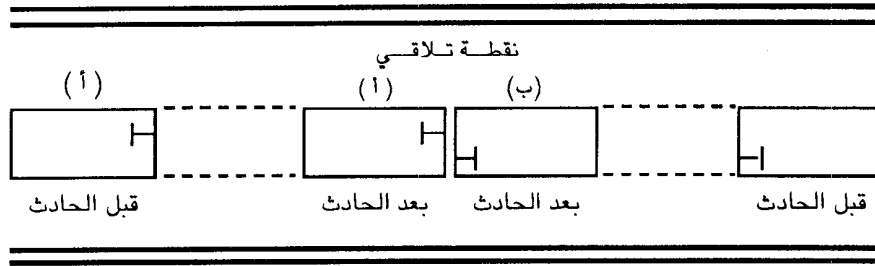 نقطة تلاقي
(أ) (أ) (ب)
قبل الحادث بعد الحادث بعد الحادث قبل الحادث